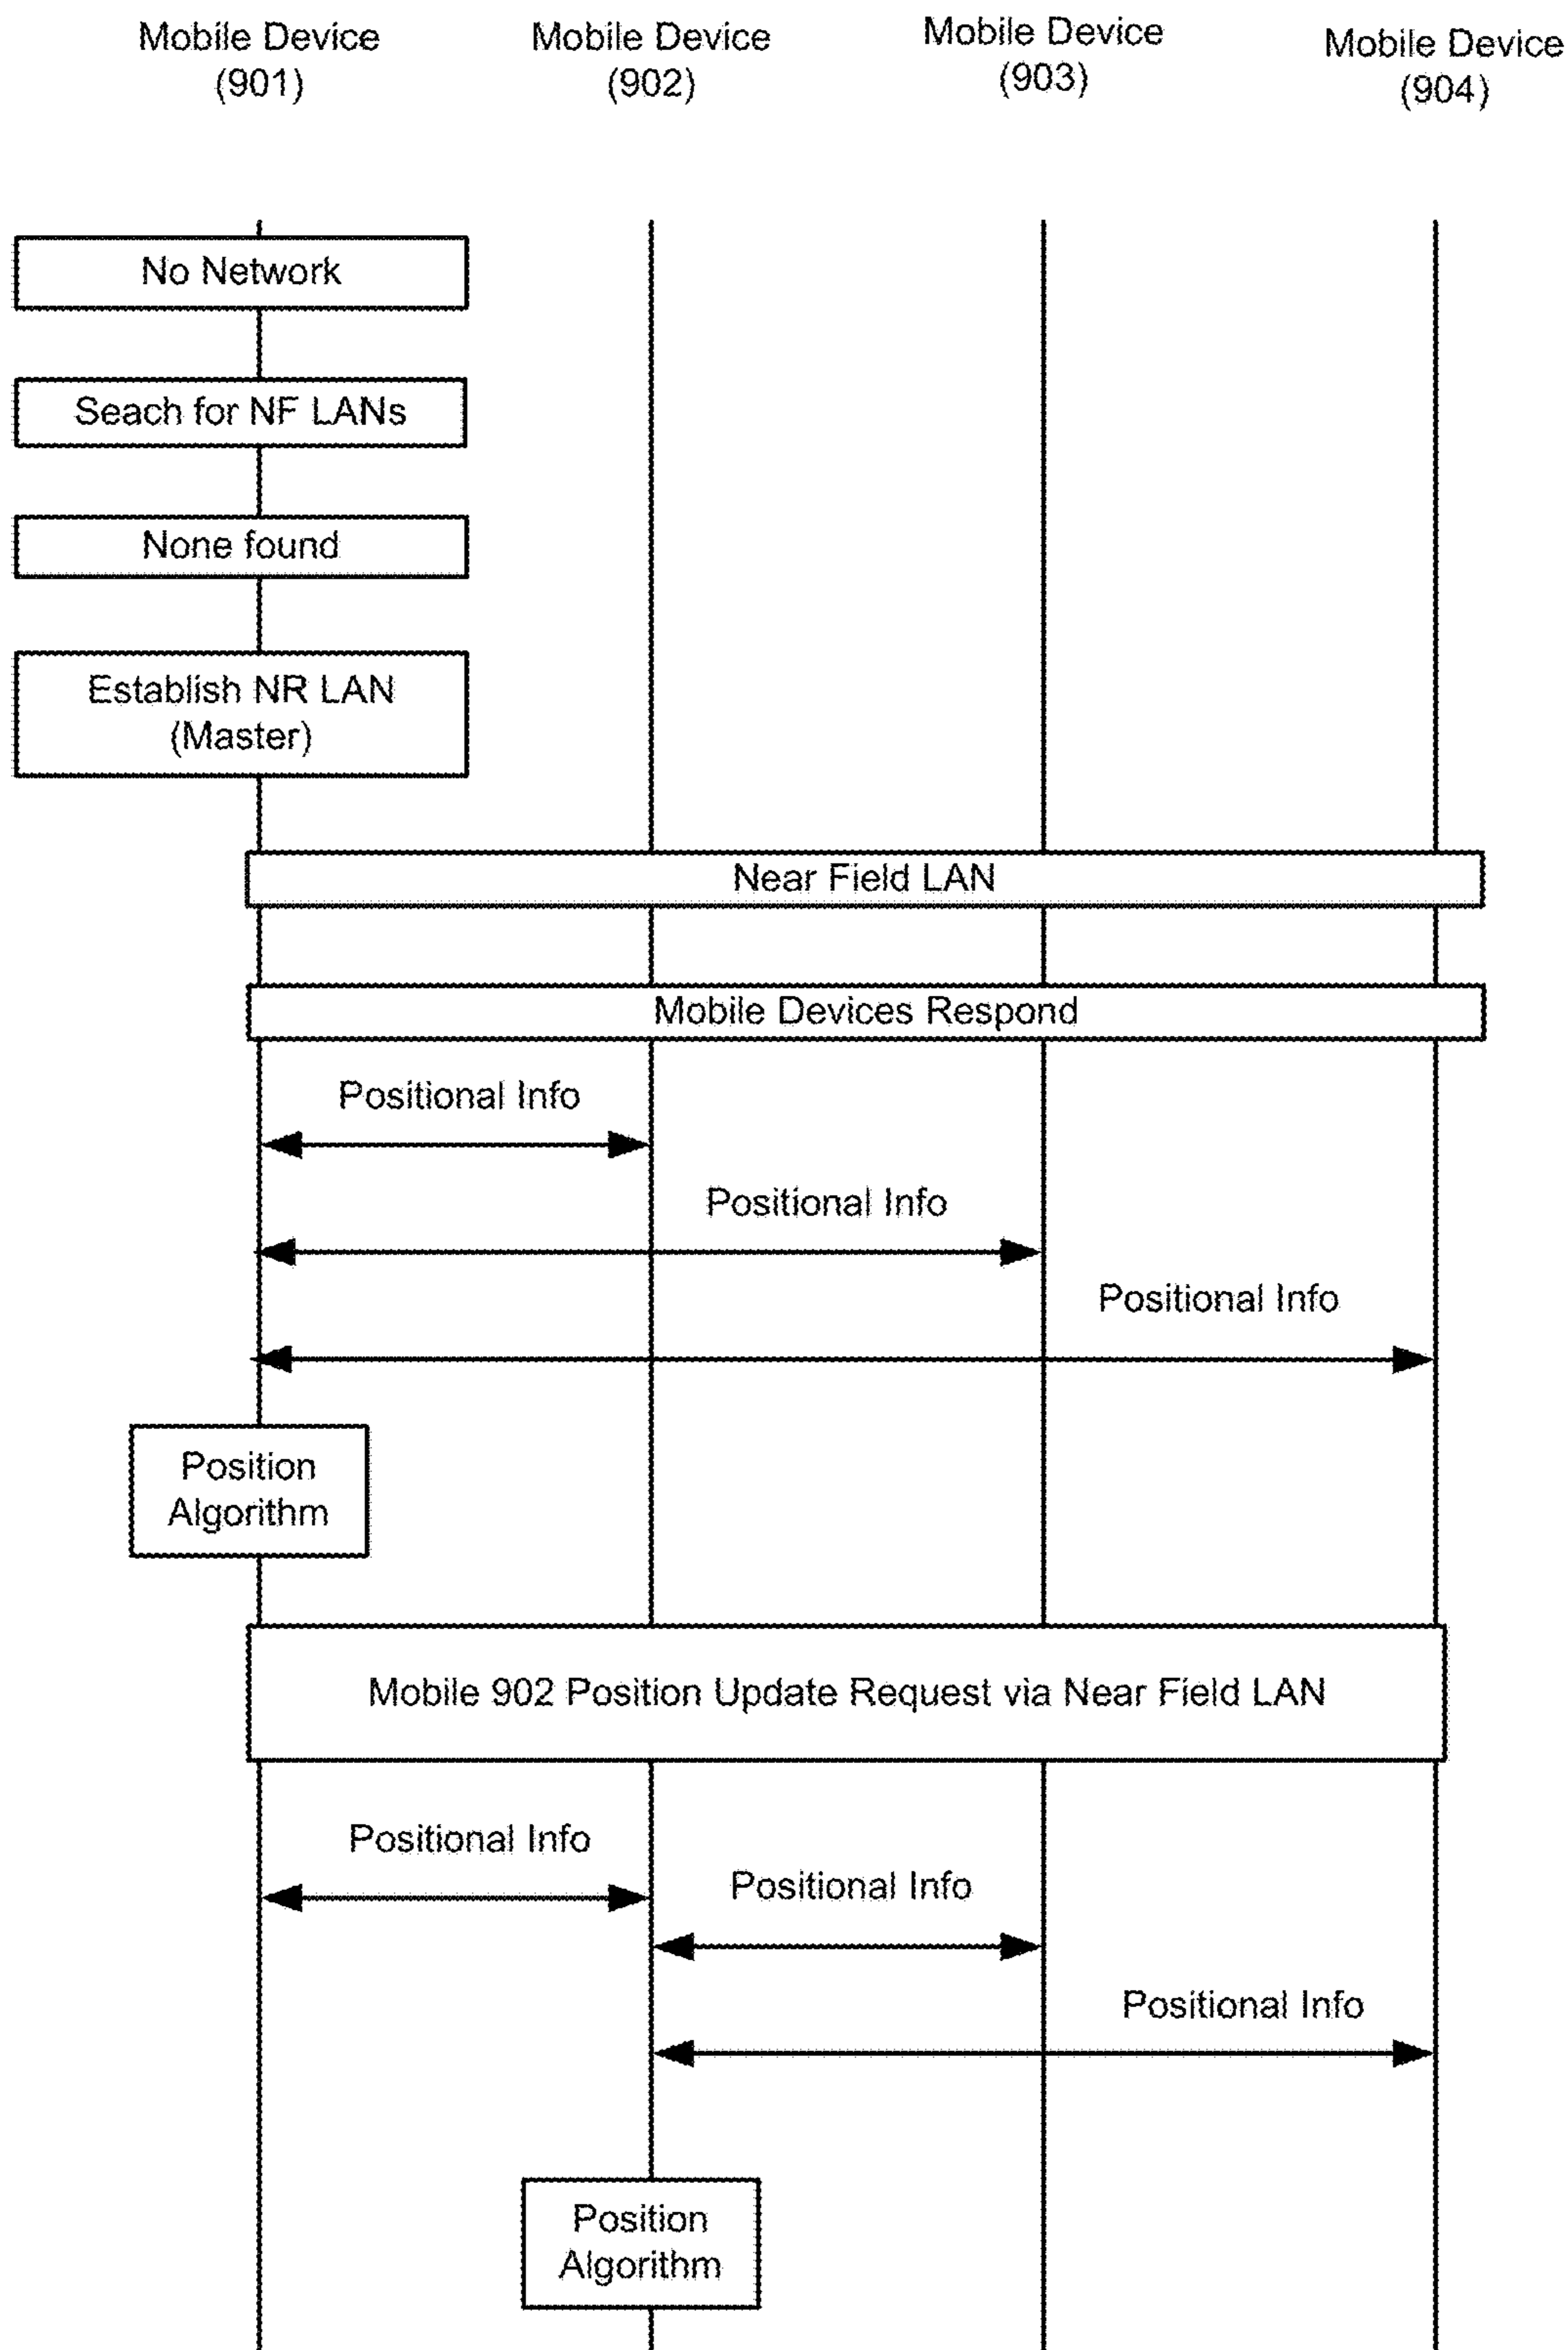 Mobile Device
(901)
Mobile Device
(902)
Mobile Device
(903)
Mobile Device
(904)
No Network
Seach for NF LANs
None found
Establish NR LAN
(Master)
Near Field LAN
Mobile Devices Respond
Positional Info
Positional Info
Positional Info
Position
Algorithm
Mobile 902 Position Update Request via Near Field LAN
Positional Info
Positional Info
Positional Info
Position
Algorithm